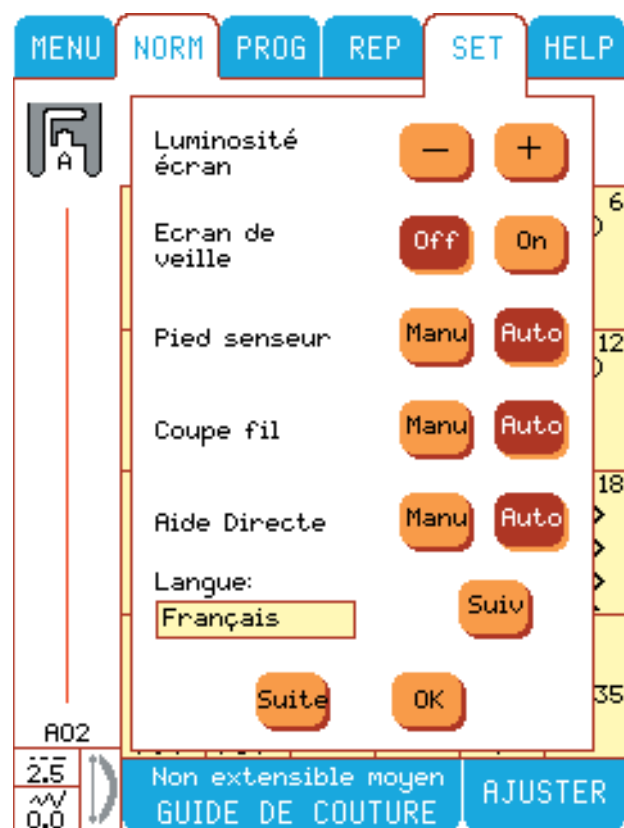 MENU NORM PROG REP SET HELP
A
Luminosité
écran
− +
Ecran de
veille
Off On
Pied senseur Manu Auto
Coupe fil Manu Auto
Aide Directe Manu Auto
Langue:
Français
Suiv
Suite OK
6
12
18
35
A02
2.5
0.0
Non extensible moyen
GUIDE DE COUTURE
AJUSTER